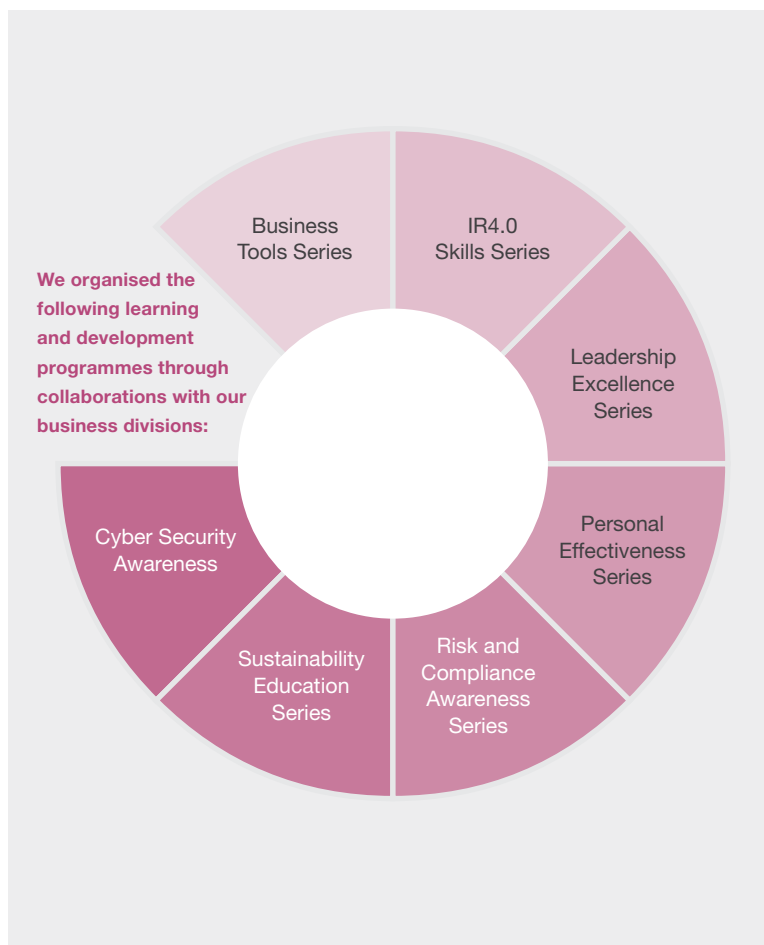 We organised the
following learning
and development
programmes through
collaborations with our
business divisions:
Business
Tools Series
IR4.0
Skills Series
Leadership
Excellence
Series
Personal
Effectiveness
Series
Risk and
Compliance
Awareness
Series
Sustainability
Education
Series
Cyber Security
Awareness